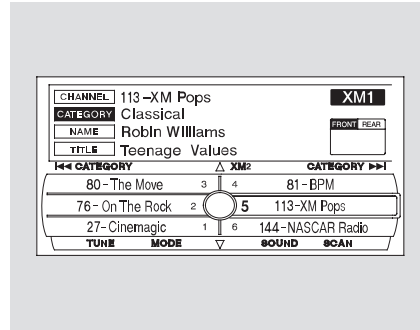 CHANNEL 113-XM Pops XM1
CATEGORY Classical
NAME Robin Williams FRONT REAR
TITLE Teenage Values
CATEGORY XM2 CATEGORY
80-The Move 3 4 81-BPM
76-On The Rock 2 5 113-XM Pops
27-Cinemagic 1 6 144-NASCAR Radio
TUNE MODE SOUND SCAN